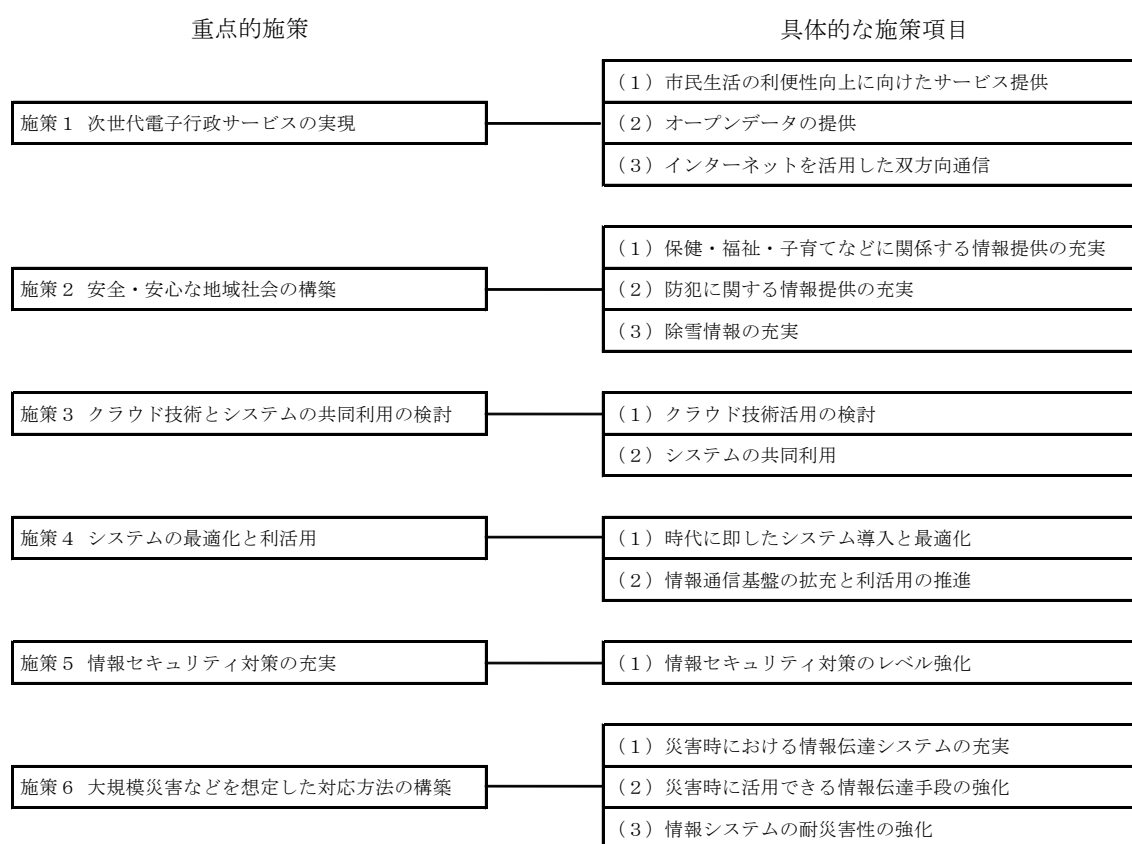 重点的施策
具体的な施策項目
施策１ 次世代電子行政サービスの実現
（１）市民生活の利便性向上に向けたサービス提供
（２）オープンデータの提供
（３）インターネットを活用した双方向通信
施策２ 安全・安心な地域社会の構築
（１）保健・福祉・子育てなどに関係する情報提供の充実
（２）防犯に関する情報提供の充実
（３）除雪情報の充実
施策３ クラウド技術とシステムの共同利用の検討
（１）クラウド技術活用の検討
（２）システムの共同利用
施策４ システムの最適化と利活用
（１）時代に即したシステム導入と最適化
（２）情報通信基盤の拡充と利活用の推進
施策５ 情報セキュリティ対策の充実
（１）情報セキュリティ対策のレベル強化
施策６ 大規模災害などを想定した対応方法の構築
（１）災害時における情報伝達システムの充実
（２）災害時に活用できる情報伝達手段の強化
（３）情報システムの耐災害性の強化